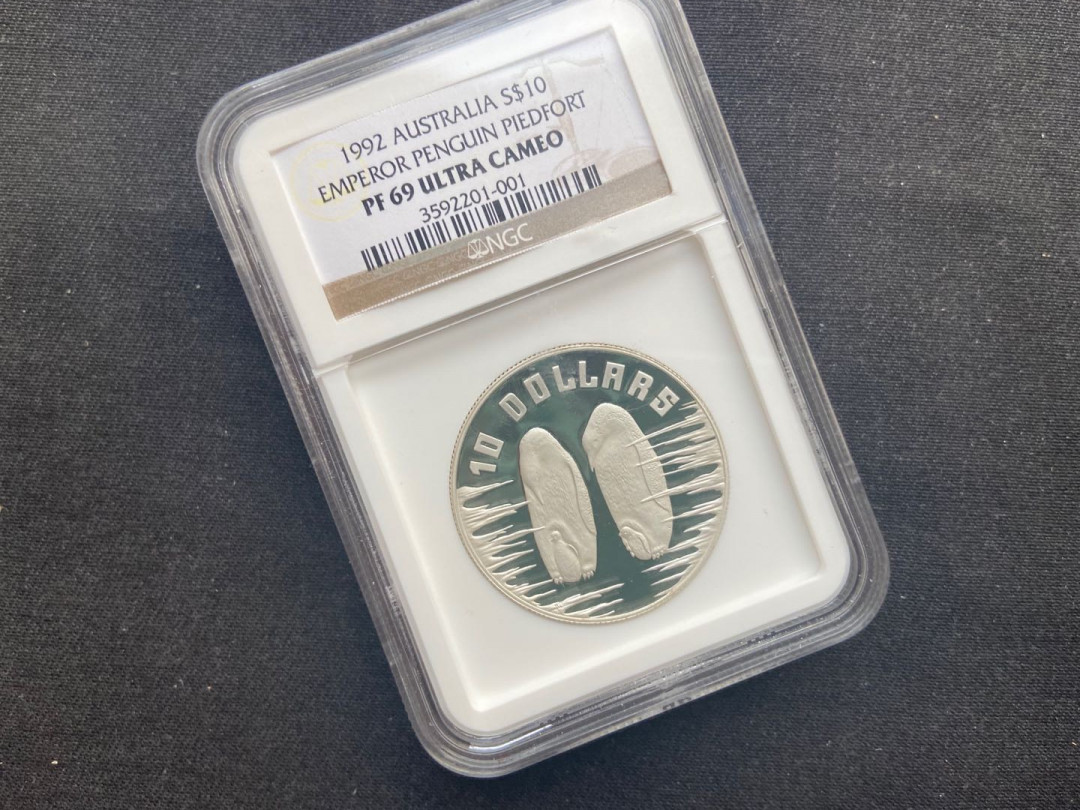 1992 AUSTRALIA S$10
EMPEROR PENGUIN PIEDFORT
PF 69 ULTRA CAMEO
3592201-001
NGC
10 DOLLARS